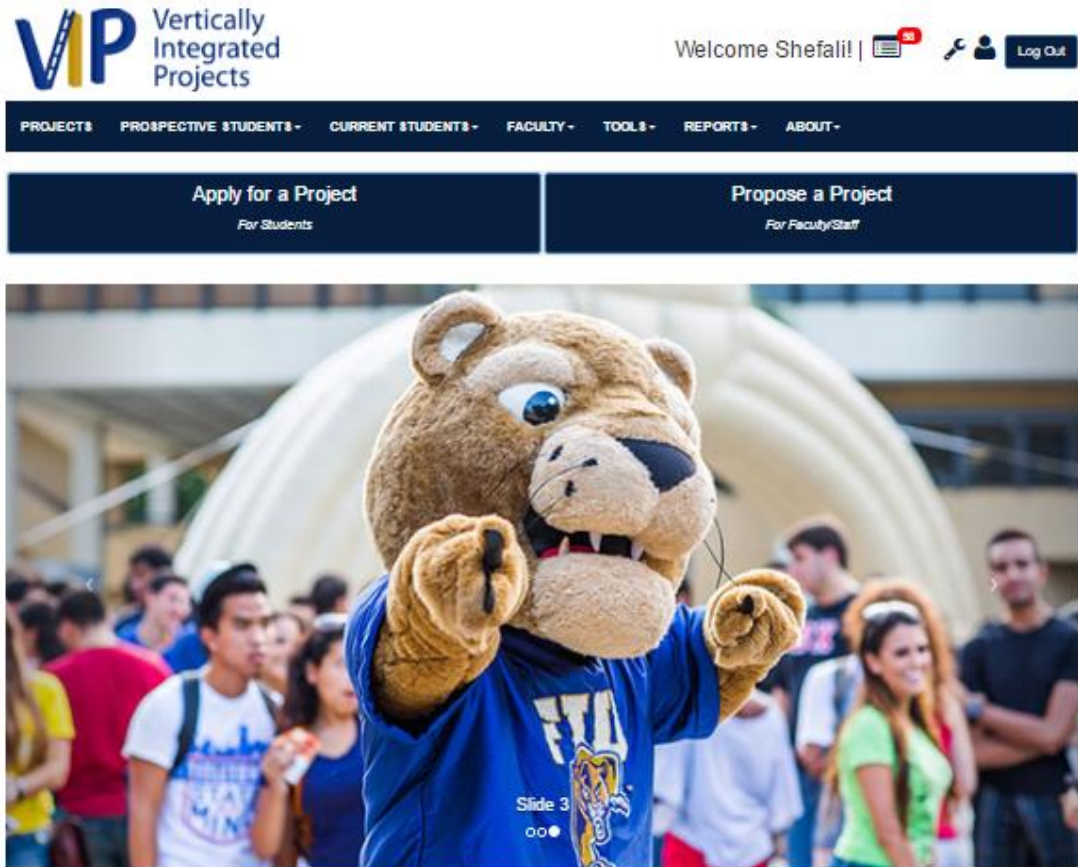 VIP
Vertically
Integrated
Projects
Welcome Shefali! |
Log Out
PROJECTS PROSPECTIVE STUDENTS CURRENT STUDENTS FACULTY TOOLS REPORTS ABOUT
Apply for a Project
For Students
Propose a Project
For Faculty/Staff
FIU
Slide 3